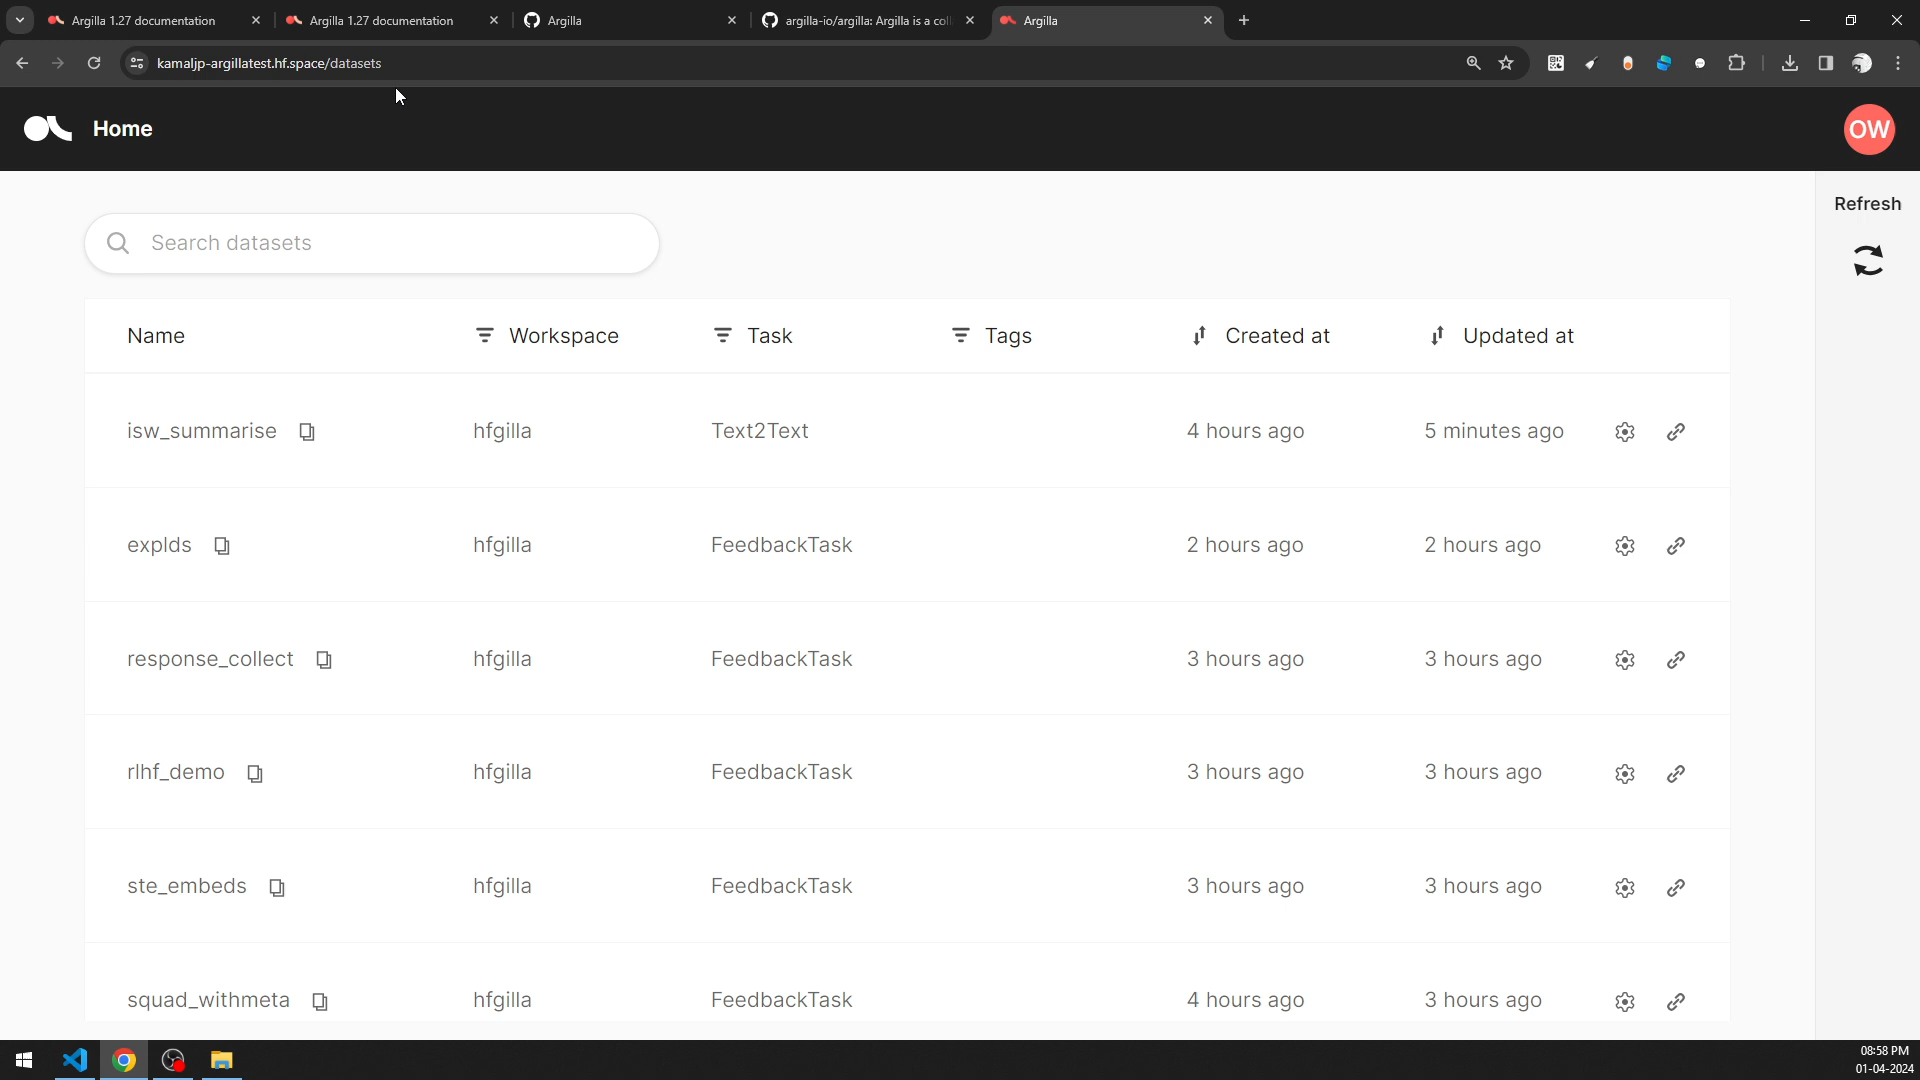 Argilla 1.27 documentation
Argilla 1.27 documentation
Argilla
argilla-io/argilla: Argilla is a coll
Argilla
kamaljp-argillatest.hf.space/datasets
Home
OW
Refresh
Search datasets
Name Workspace Task Tags Created at Updated at
isw_summarise hfgilla Text2Text 4 hours ago 5 minutes ago
explds hfgilla FeedbackTask 2 hours ago 2 hours ago
response_collect hfgilla FeedbackTask 3 hours ago 3 hours ago
rlhf_demo hfgilla FeedbackTask 3 hours ago 3 hours ago
ste_embeds hfgilla FeedbackTask 3 hours ago 3 hours ago
squad_withmeta hfgilla FeedbackTask 4 hours ago 3 hours ago
08:58 PM
01-04-2024